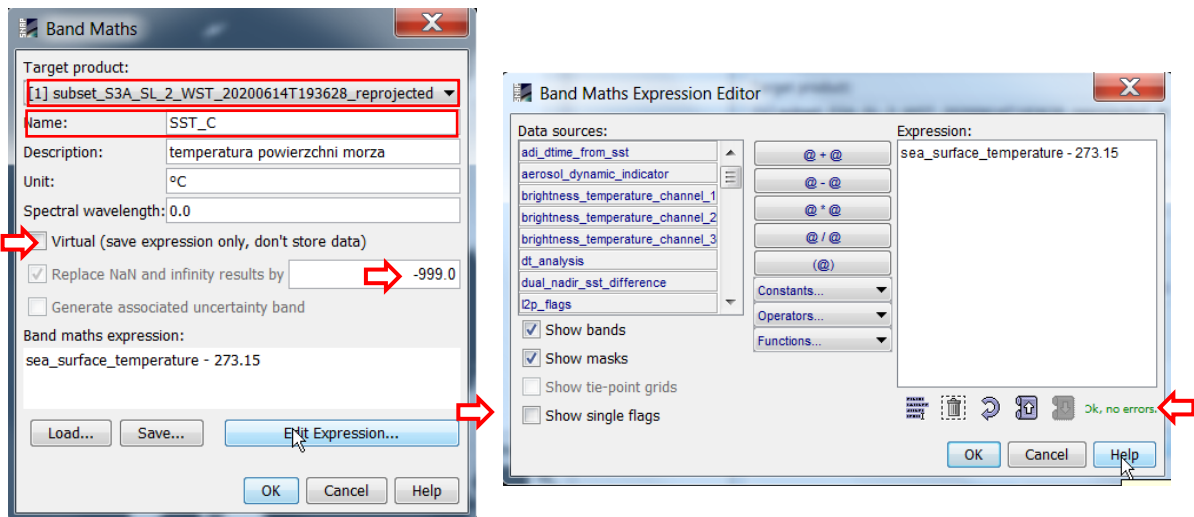 SNAP
Band Maths
X
Target product:
[1] subset_S3A_SL_2_WST_20200614T193628_reprojected
Name:
SST_C
Description:
temperatura powierzchni morza
Unit:
°C
Spectral wavelength:
0.0
Virtual (save expression only, don't store data)
Replace NaN and infinity results by
-999.0
Generate associated uncertainty band
Band maths expression:
sea_surface_temperature - 273.15
Load...
Save...
Edit Expression...
OK
Cancel
Help
Band Maths Expression Editor
X
Data sources:
adi_dtime_from_sst
aerosol_dynamic_indicator
brightness_temperature_channel_1
brightness_temperature_channel_2
brightness_temperature_channel_3
dt_analysis
dual_nadir_sst_difference
l2p_flags
Show bands
Show masks
Show tie-point grids
Show single flags
@ + @
@ - @
@ * @
@ / @
(@)
Constants...
Operators...
Functions...
Expression:
sea_surface_temperature - 273.15
Ok, no errors.
OK
Cancel
Help